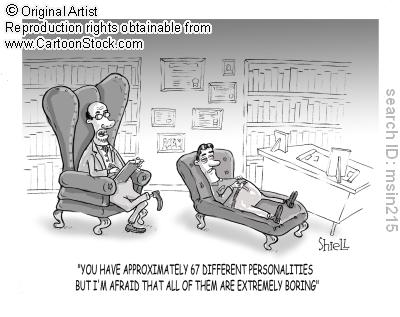 © Original Artist
Reproduction rights obtainable from
www.CartoonStock.com
search ID: msin215
Shiell
"YOU HAVE APPROXIMATELY 67 DIFFERENT PERSONALITIES
BUT I'M AFRAID THAT ALL OF THEM ARE EXTREMELY BORING"